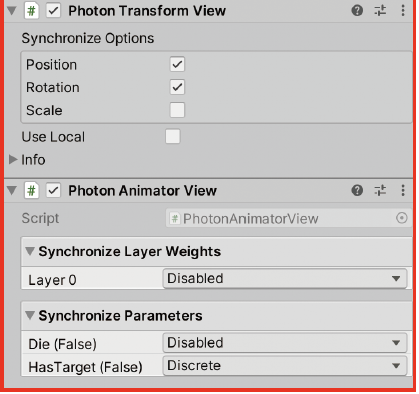 # Photon Transform View
Synchronize Options
Position
Rotation
Scale
Use Local
Info
# Photon Animator View
Script # PhotonAnimatorView
Synchronize Layer Weights
Layer 0 Disabled
Synchronize Parameters
Die (False) Disabled
HasTarget (False) Discrete